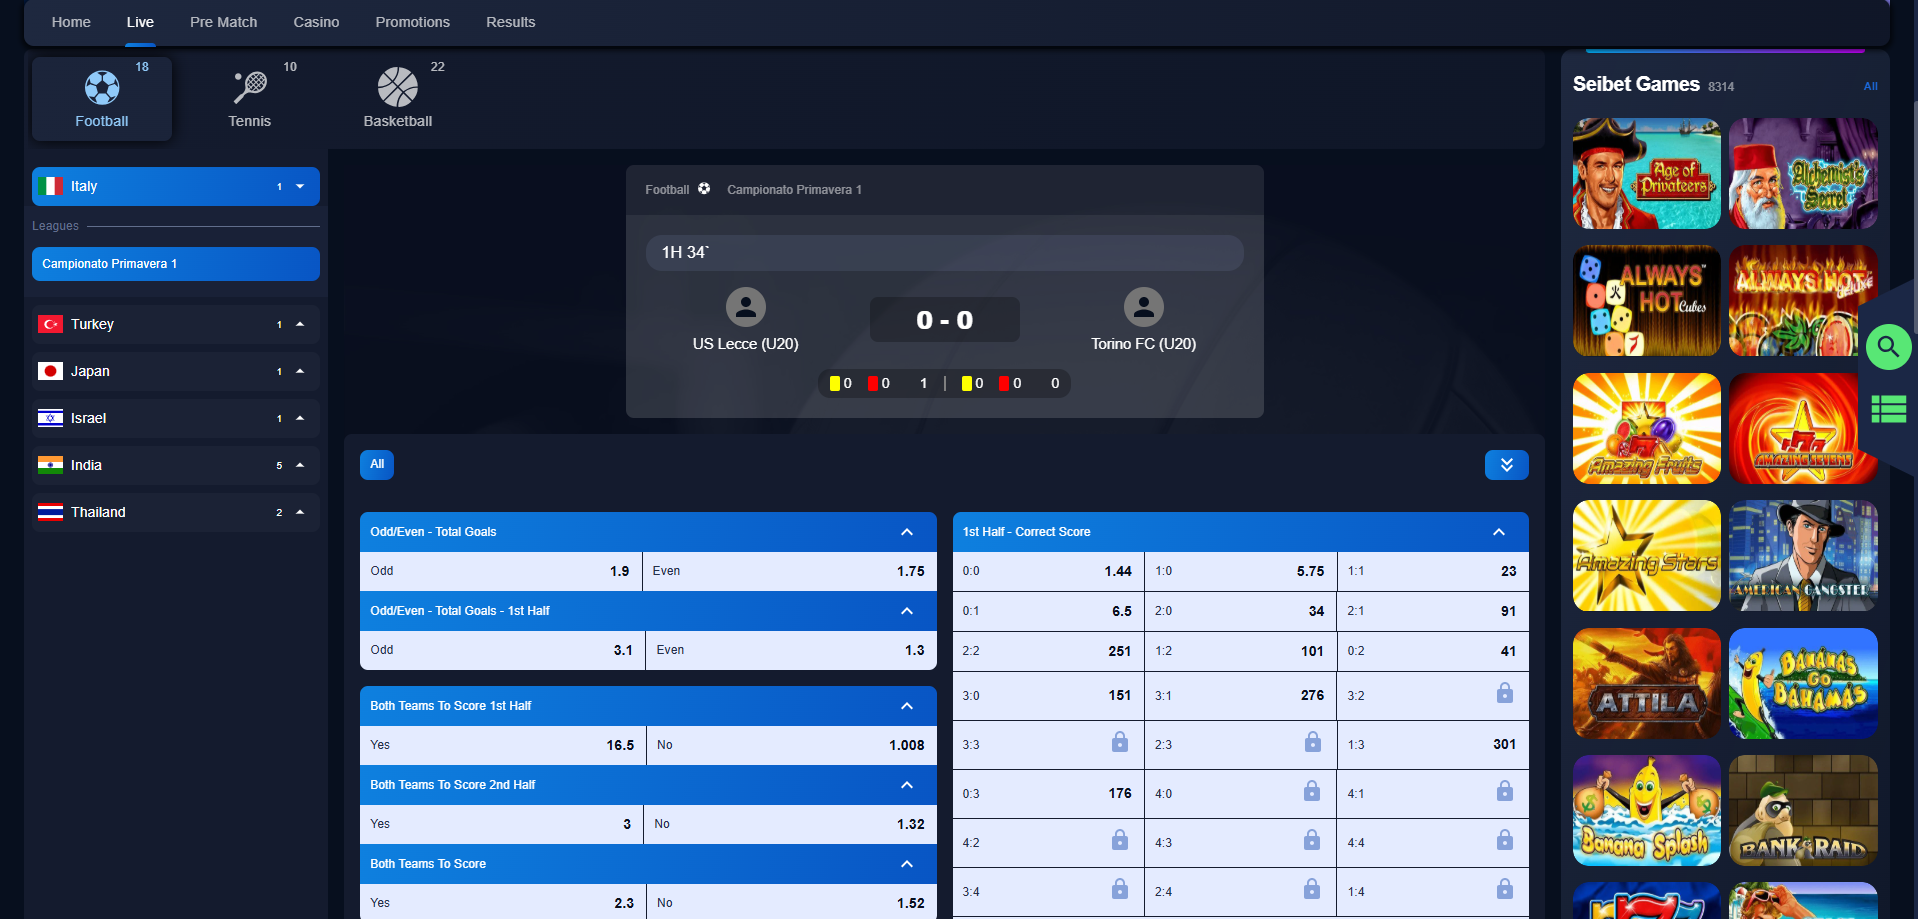 Home Live Pre Match Casino Promotions Results
18 10 22
Football Tennis Basketball
Italy 1
Leagues
Campionato Primavera 1
Turkey 1
Japan 1
Israel 1
India 5
Thailand 2
Football Campionato Primavera 1
1H 34`
0 - 0
US Lecce (U20) Torino FC (U20)
0 0 1 | 0 0 0
All
Odd/Even - Total Goals
Odd 1.9 Even 1.75
Odd/Even - Total Goals - 1st Half
Odd 3.1 Even 1.3
Both Teams To Score 1st Half
Yes 16.5 No 1.008
Both Teams To Score 2nd Half
Yes 3 No 1.32
Both Teams To Score
Yes 2.3 No 1.52
1st Half - Correct Score
0:0 1.44 1:0 5.75 1:1 23
0:1 6.5 2:0 34 2:1 91
2:2 251 1:2 101 0:2 41
3:0 151 3:1 276 3:2
3:3 2:3 1:3 301
0:3 176 4:0 4:1
4:2 4:3 4:4
3:4 2:4 1:4
Seibet Games 8314 All
Age of
Privateers
Alchemist's
Secret
ALWAYS
HOT
Cubes
ALWAYS HOT
DELUXE
Amazing Fruits
AMAZING SEVENS
Amazing Stars
AMERICAN GANGSTER
ATTILA
BANANAS
GO
BAHAMAS
Banana Splash
BANK RAID